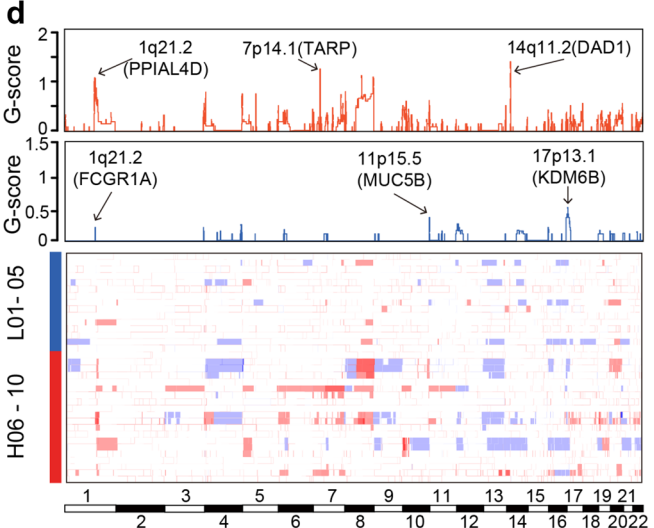 d
2
1
0
G-score
1q21.2
(PPIAL4D)
7p14.1(TARP)
14q11.2(DAD1)
1.5
1.0
0.5
0
G-score
1q21.2
(FCGR1A)
11p15.5
(MUC5B)
17p13.1
(KDM6B)
L01- 05
H06 - 10
1 3 5 7 9 11 13 15 17 19 21
2 4 6 8 10 12 14 16 18 20 22